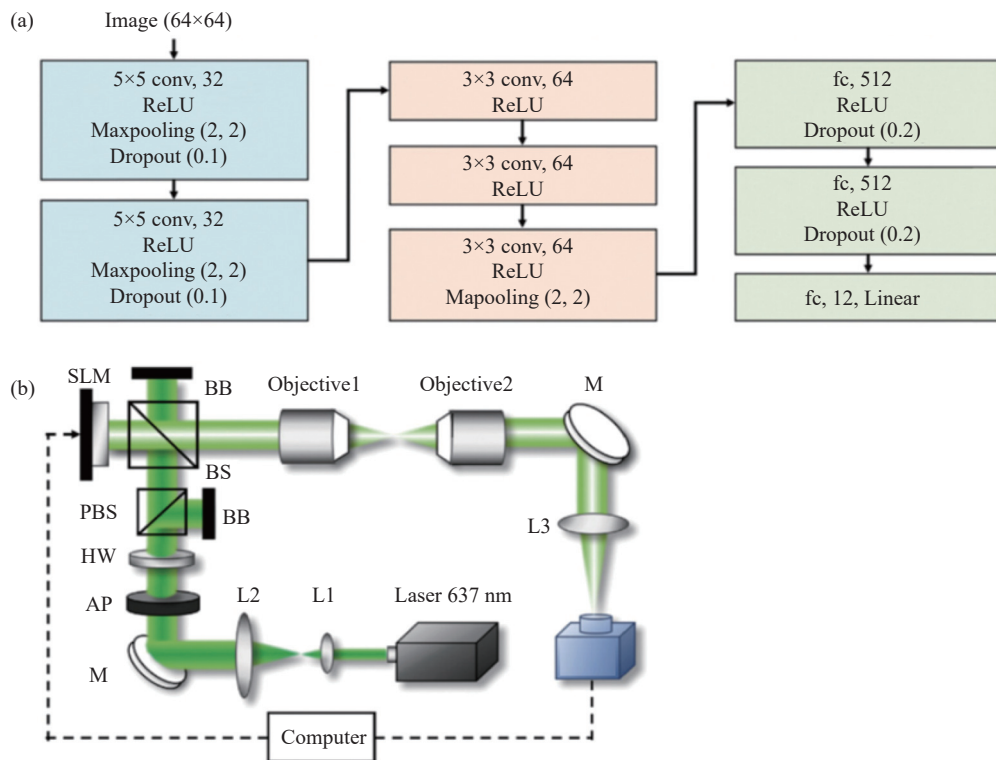 (a)
Image (64×64)
5×5 conv, 32
ReLU
Maxpooling (2, 2)
Dropout (0.1)
5×5 conv, 32
ReLU
Maxpooling (2, 2)
Dropout (0.1)
3×3 conv, 64
ReLU
3×3 conv, 64
ReLU
3×3 conv, 64
ReLU
Mapooling (2, 2)
fc, 512
ReLU
Dropout (0.2)
fc, 512
ReLU
Dropout (0.2)
fc, 12, Linear
(b)
SLM
BB
Objective1
Objective2
M
BS
PBS
BB
L3
HW
AP
L2
L1
Laser 637 nm
M
Computer